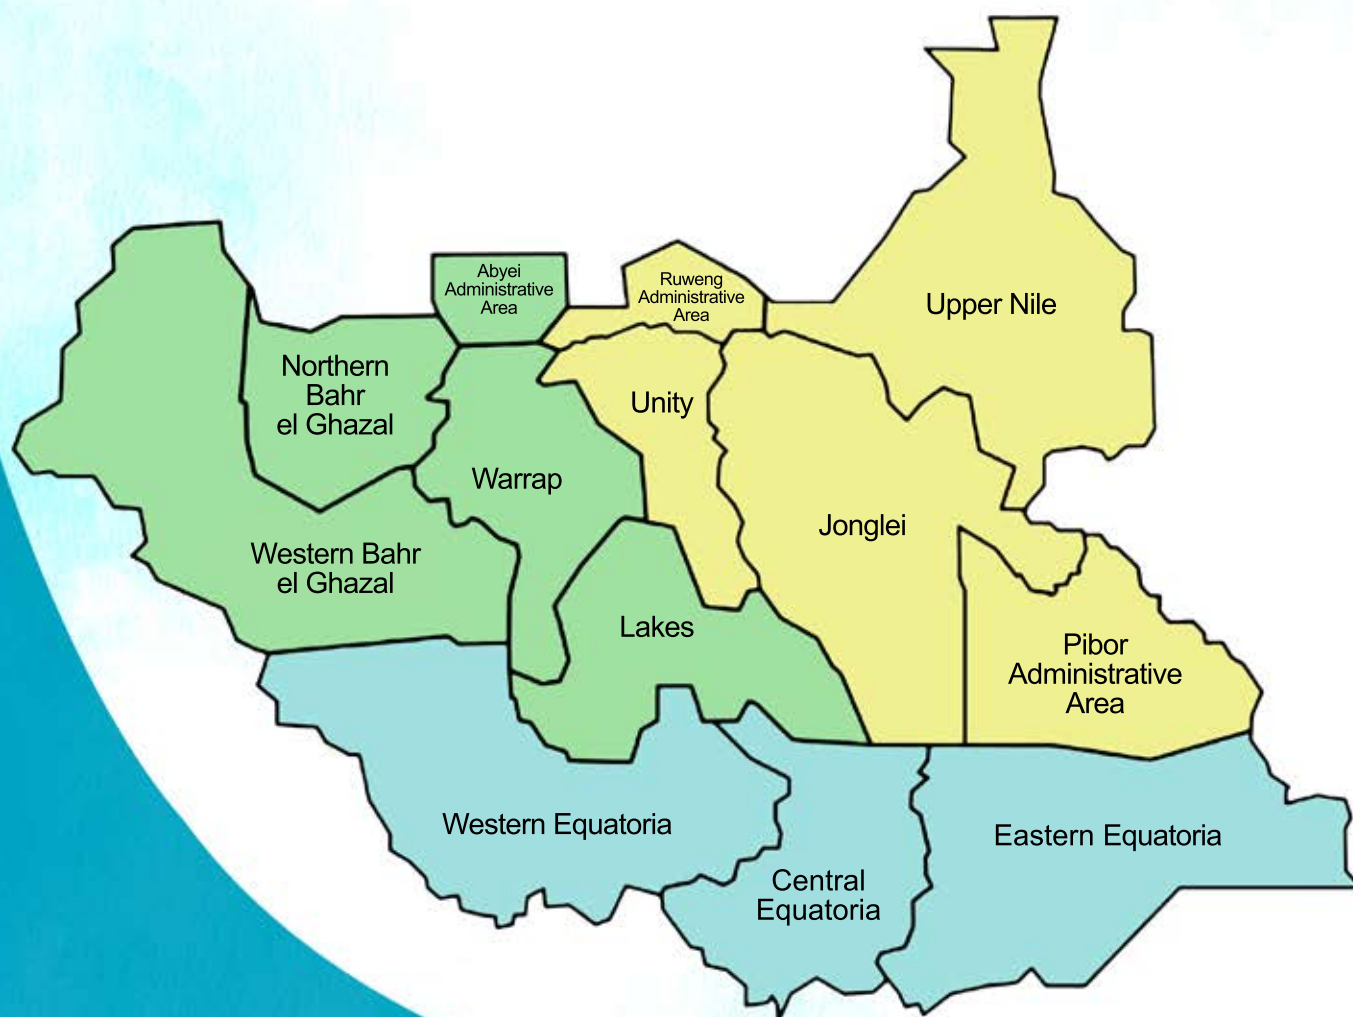 Abyei
Administrative
Area
Ruweng
Administrative
Area
Upper Nile
Northern
Bahr
el Ghazal
Unity
Warrap
Jonglei
Western Bahr
el Ghazal
Lakes
Pibor
Administrative
Area
Western Equatoria
Eastern Equatoria
Central
Equatoria